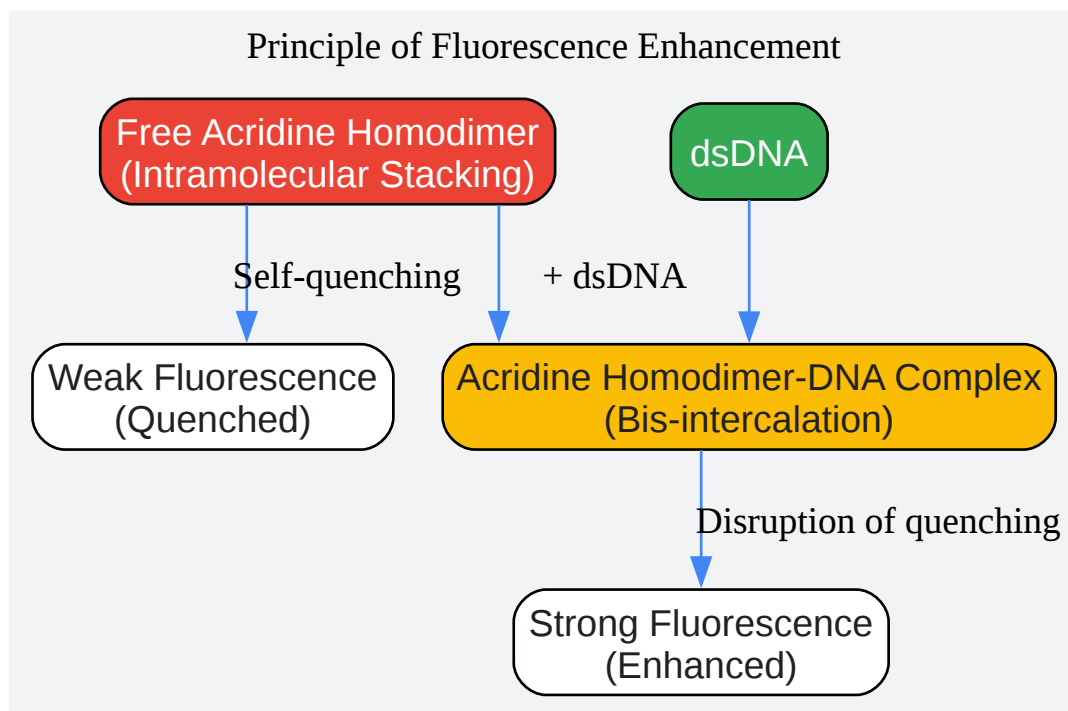 Principle of Fluorescence Enhancement
Free Acridine Homodimer
(Intramolecular Stacking)
dsDNA
Self-quenching
+ dsDNA
Weak Fluorescence
(Quenched)
Acridine Homodimer-DNA Complex
(Bis-intercalation)
Disruption of quenching
Strong Fluorescence
(Enhanced)